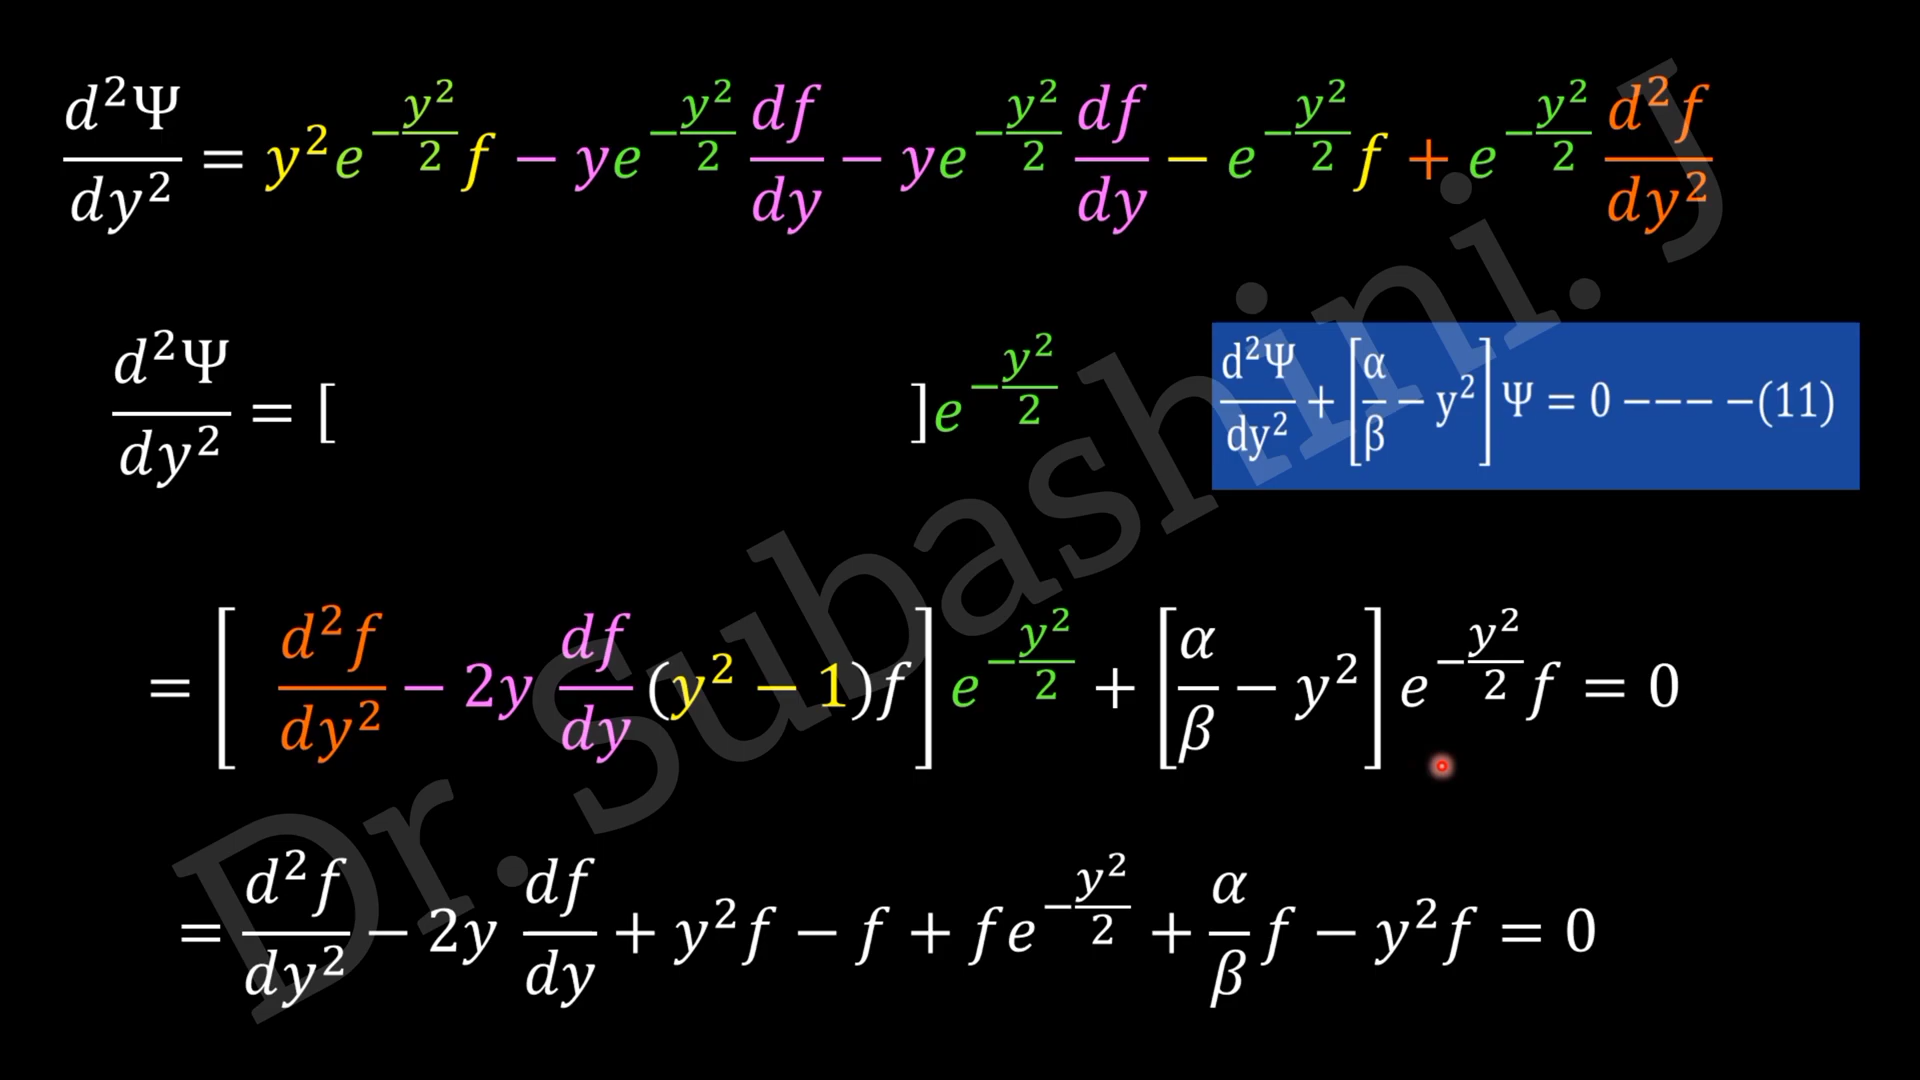 d²Ψ/dy² = y²e^(-y²/2) f − ye^(-y²/2) df/dy − ye^(-y²/2) df/dy − e^(-y²/2) f + e^(-y²/2) d²f/dy²
d²Ψ/dy² = [ ]e^(-y²/2)
d²Ψ/dy² + [α/β − y²] Ψ = 0 −−− −(11)
= [ d²f/dy² − 2y df/dy (y² − 1)f ] e^(-y²/2) + [α/β − y²] e^(-y²/2) f = 0
= d²f/dy² − 2y df/dy + y²f − f + fe^(-y²/2) + α/β f − y²f = 0
Dr. Subashini. J